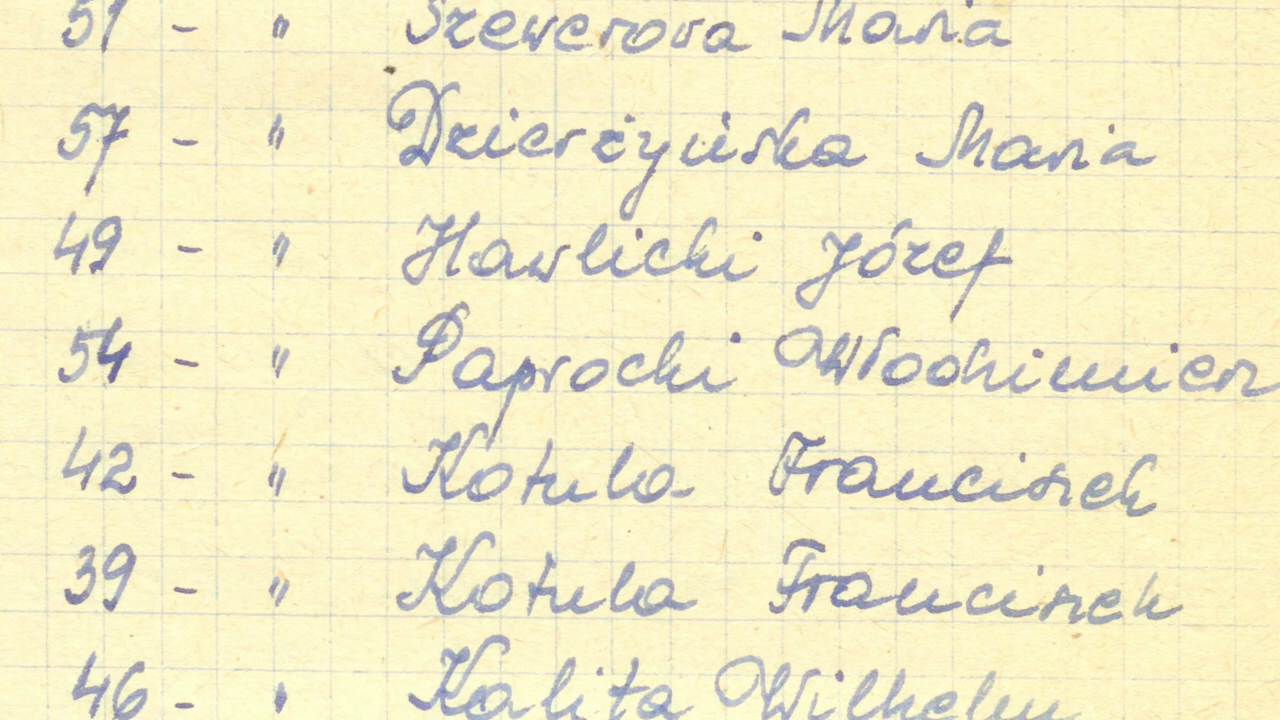 51 - " Szewerowa Maria
57 - " Dzierżyńska Maria
49 - " Hawlicki Józef
54 - " Paprocki Włodzimierz
42 - " Kotula Franciszek
39 - " Kotula Franciszek
46 - " Kalita Wilhelm